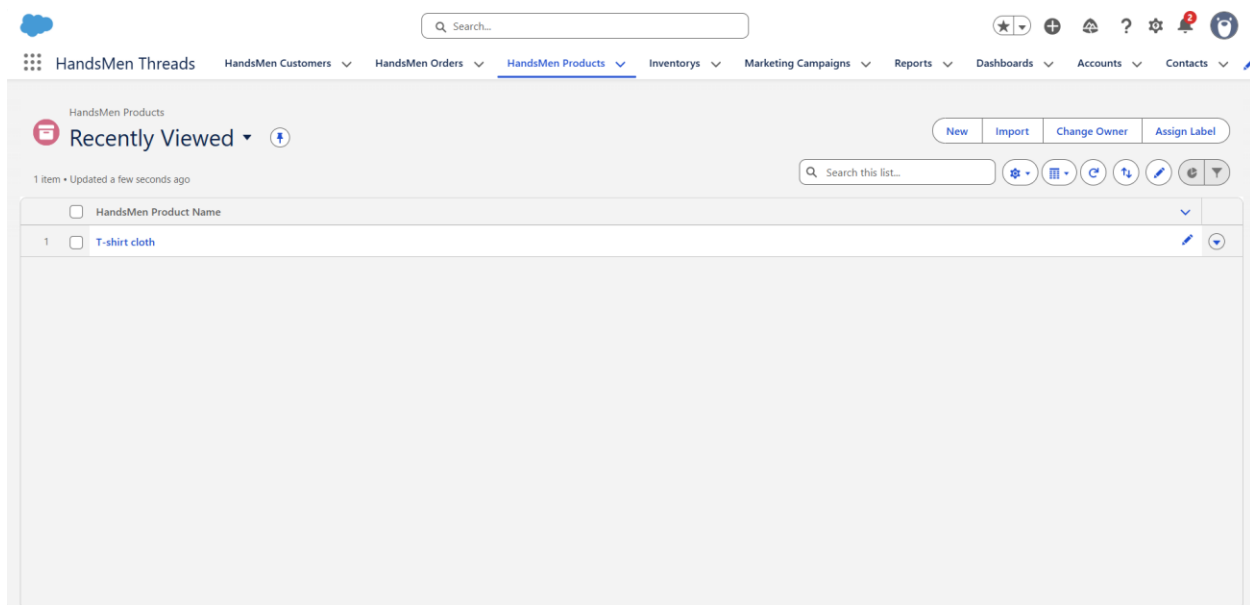 Search...
2
HandsMen Threads HandsMen Customers HandsMen Orders HandsMen Products Inventorys Marketing Campaigns Reports Dashboards Accounts Contacts
HandsMen Products
Recently Viewed
New Import Change Owner Assign Label
1 item • Updated a few seconds ago
Search this list...
HandsMen Product Name
1 T-shirt cloth